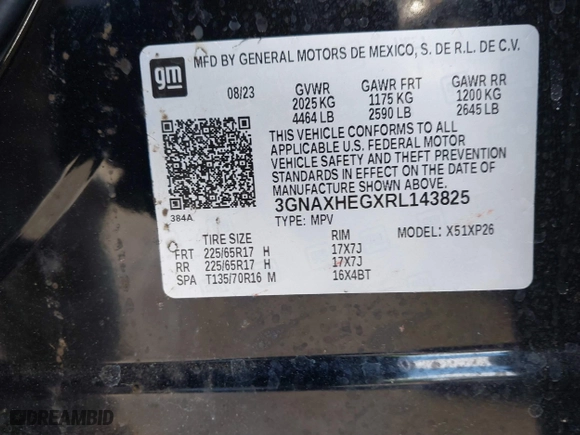 gm
MFD BY GENERAL MOTORS DE MEXICO, S. DE R.L. DE C.V.
08/23 GVWR GAWR FRT GAWR RR
2025 KG 1175 KG 1200 KG
4464 LB 2590 LB 2645 LB
THIS VEHICLE CONFORMS TO ALL
APPLICABLE U.S. FEDERAL MOTOR
VEHICLE SAFETY AND THEFT PREVENTION
STANDARDS IN EFFECT ON THE DATE OF
MANUFACTURE SHOWN ABOVE.
384A 3GNAXHEGXRL143825
TYPE: MPV MODEL: X51XP26
TIRE SIZE RIM
FRT 225/65R17 H 17X7J
RR 225/65R17 H 17X7J
SPA T135/70R16 M 16X4BT
DREAMBID